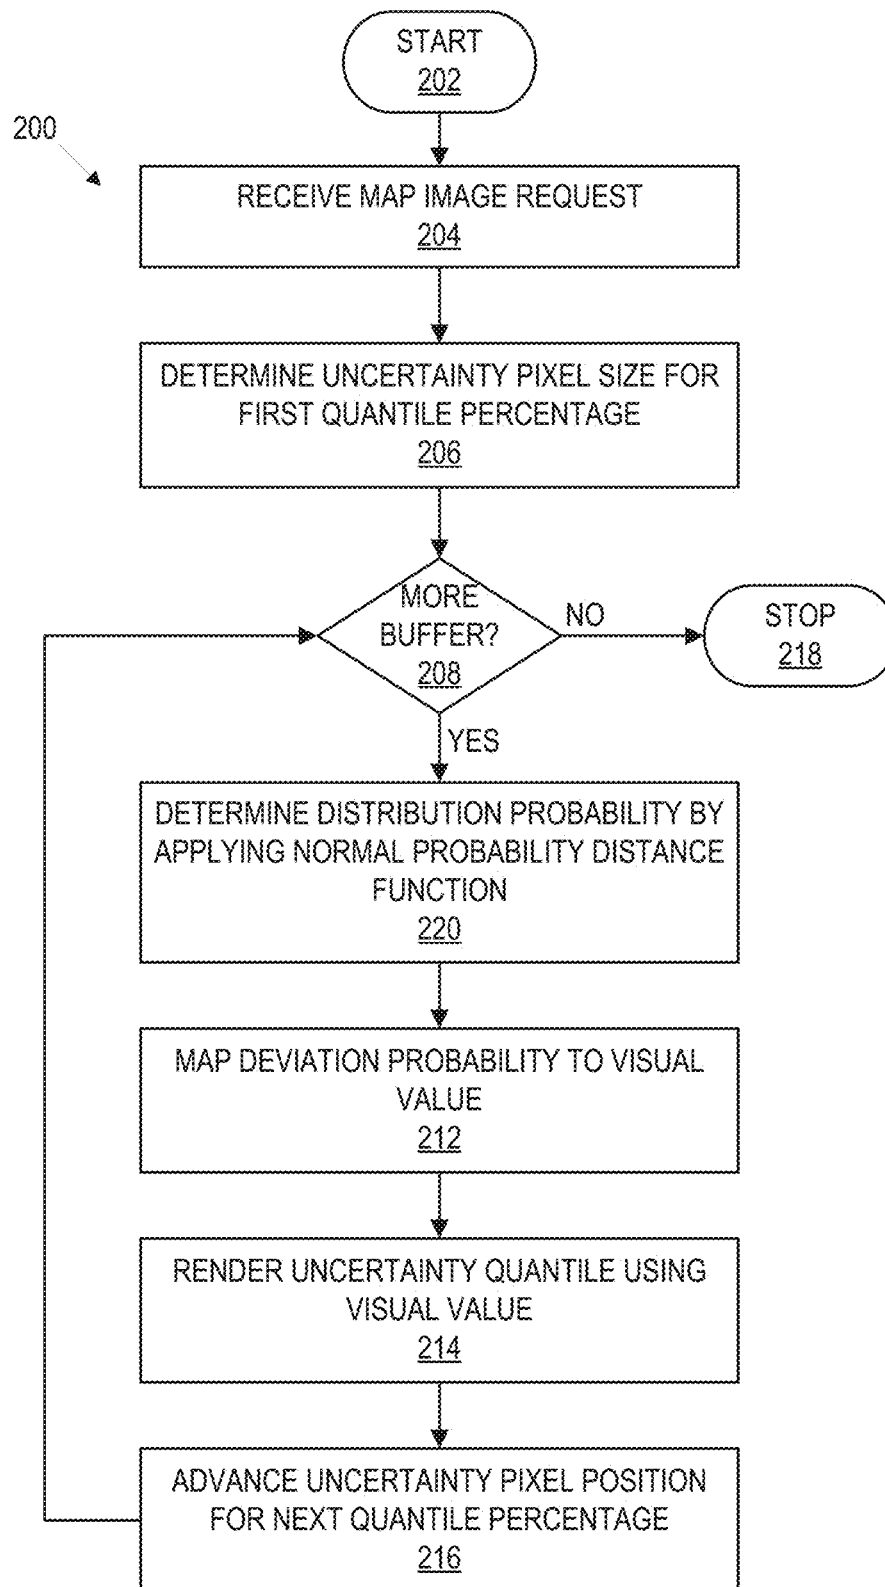 START
202
200
RECEIVE MAP IMAGE REQUEST
204
DETERMINE UNCERTAINTY PIXEL SIZE FOR
FIRST QUANTILE PERCENTAGE
206
MORE
BUFFER?
208
NO
STOP
218
YES
DETERMINE DISTRIBUTION PROBABILITY BY
APPLYING NORMAL PROBABILITY DISTANCE
FUNCTION
220
MAP DEVIATION PROBABILITY TO VISUAL
VALUE
212
RENDER UNCERTAINTY QUANTILE USING
VISUAL VALUE
214
ADVANCE UNCERTAINTY PIXEL POSITION
FOR NEXT QUANTILE PERCENTAGE
216